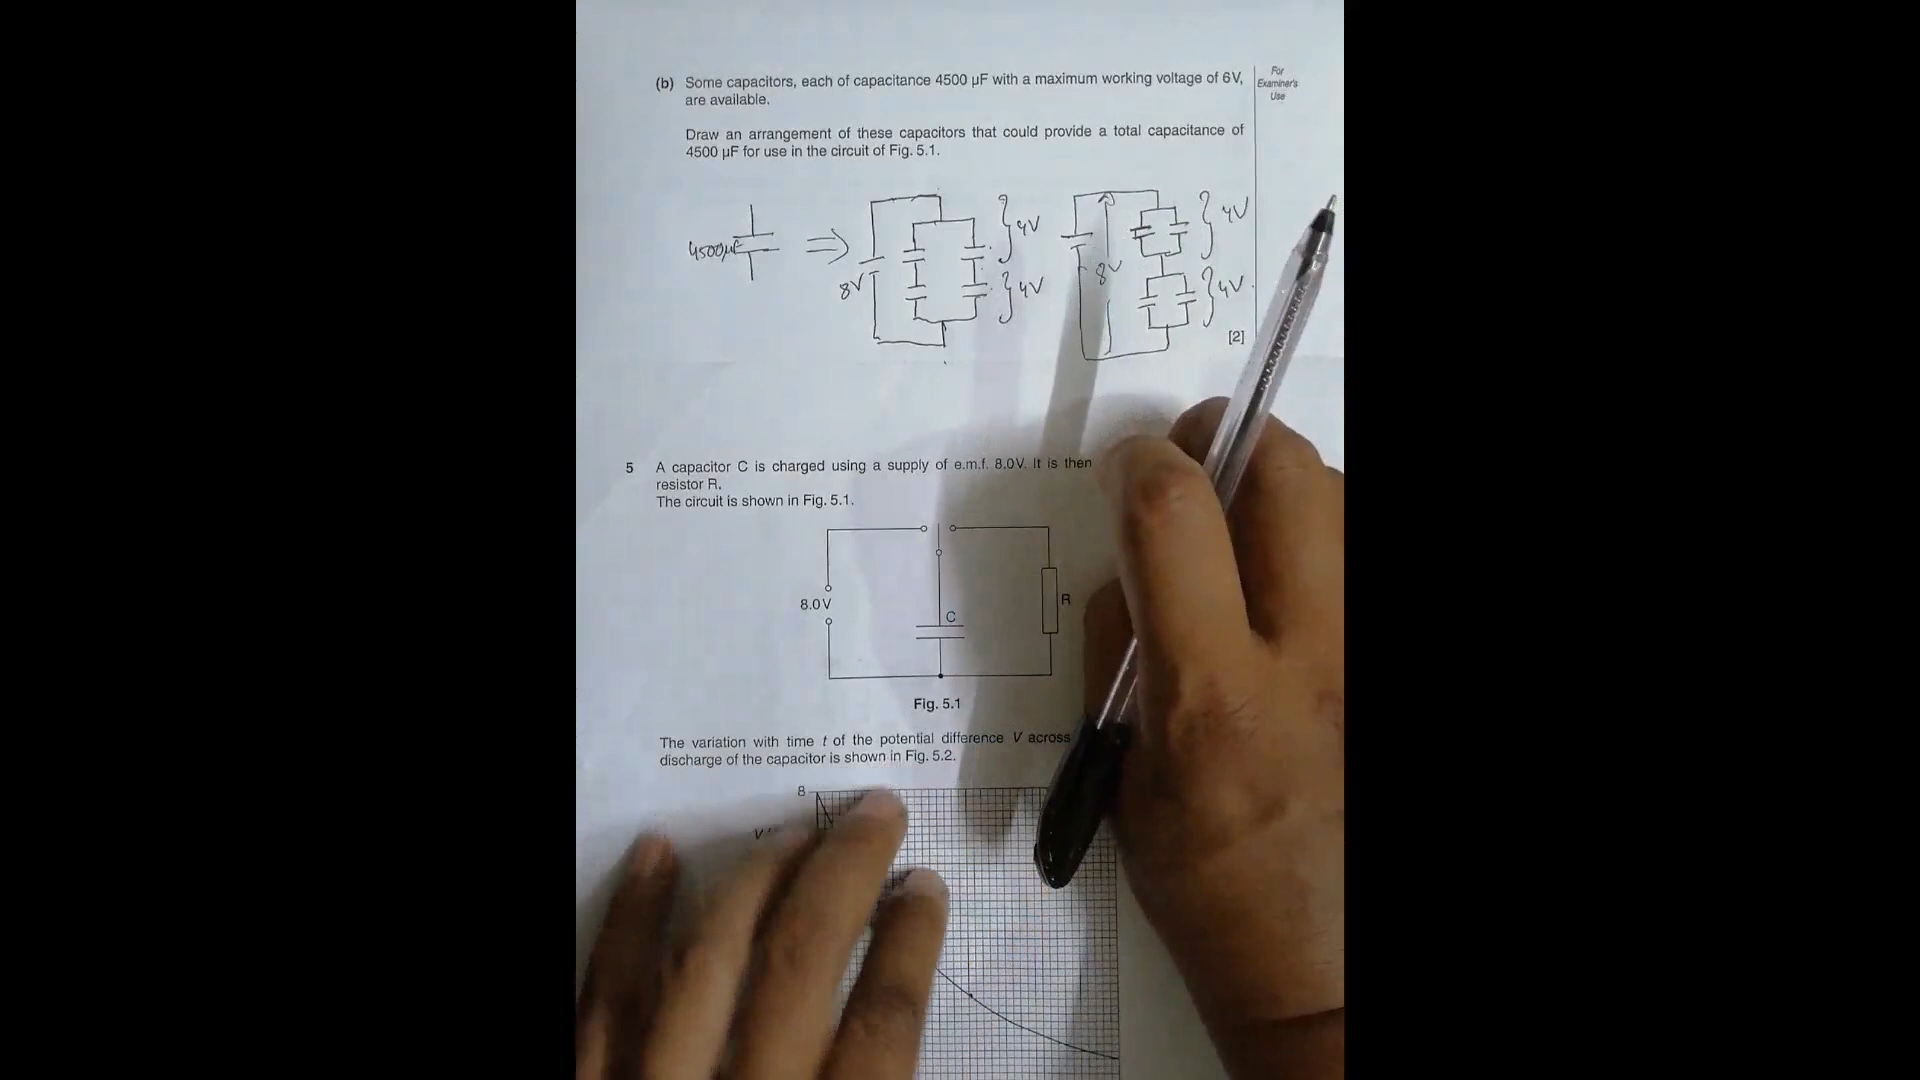 (b) Some capacitors, each of capacitance 4500 µF with a maximum working voltage of 6V,
are available.
For
Examiner's
Use
Draw an arrangement of these capacitors that could provide a total capacitance of
4500 µF for use in the circuit of Fig. 5.1.
4500µF
⇒
8V
4V
4V
8V
4V
4V
[2]
5 A capacitor C is charged using a supply of e.m.f. 8.0V. It is then
resistor R.
The circuit is shown in Fig. 5.1.
8.0V
C
R
Fig. 5.1
The variation with time t of the potential difference V across
discharge of the capacitor is shown in Fig. 5.2.
8
V